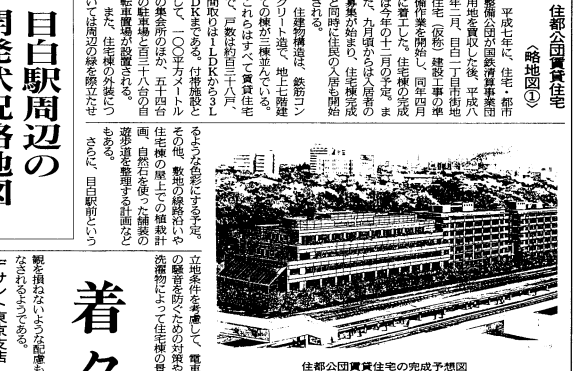 住都公団賃貸住宅
〈略地図①〉
平成七年に、住宅・都市
整備公団が国鉄清算事業団
用地を買収した後、平成八
年二月、目白一丁目市街地
住宅(仮称)建設工事の準
備作業を開始し、同年四月
に着工した。住宅棟の完成
は今年の十二月の予定。ま
た、九月頃からは入居者の
募集が始まり、住宅棟完成
と同時に住民の入居も開始
される。
住宅建物構造は、鉄筋コン
クリート造で、地上七階建
ての棟が三棟並んでいる。
これらはすべて賃貸住宅
で、戸数は約百三十八戸、
間取りは1LDKから3L
DKまである。付帯施設と
して、一〇〇平方メートル
の集会所のほか、五十四台
の駐車場と百三十八台の自
転車置場が設置される。
また、住宅棟の外装につ
いては周辺の緑を際立たせ
るような色彩にする予定。
その他、敷地の線路沿いや
住宅棟の屋上での植栽計
画、自然石を使った舗装の
遊歩道を整理する計画など
もある。
さらに、目白駅前という
立地条件を考慮して、電車
の騒音を防ぐための対策や
洗濯物によって住宅棟の景
観を損ねないような配慮も
なされるようである。
目白駅周辺の
開発状況略地図
着々
住都公団賃貸住宅の完成予想図